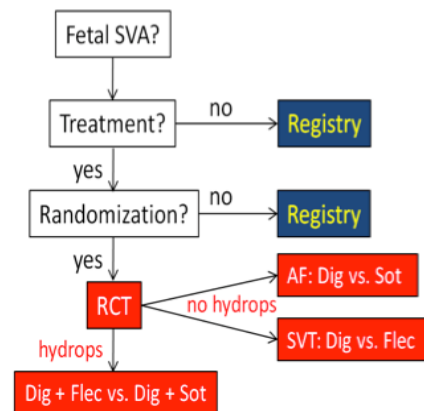 Fetal SVA?
Treatment?
no
Registry
yes
Randomization?
no
Registry
yes
RCT
no hydrops
AF: Dig vs. Sot
SVT: Dig vs. Flec
hydrops
Dig + Flec vs. Dig + Sot